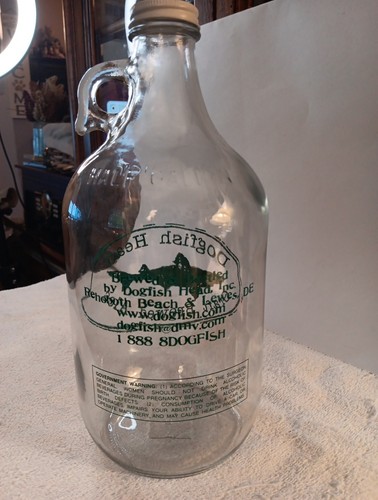 HALF GALLON
Dogfish Head
Brewed & Bottled
by Dogfish Head, Inc.
Rehoboth Beach & Lewes, DE
www.dogfish.com
dogfish@dmv.com
1 888 8DOGFISH
GOVERNMENT WARNING: (1) ACCORDING TO THE SURGEON
GENERAL, WOMEN SHOULD NOT DRINK ALCOHOLIC
BEVERAGES DURING PREGNANCY BECAUSE OF THE RISK OF
BIRTH DEFECTS. (2) CONSUMPTION OF ALCOHOLIC
BEVERAGES IMPAIRS YOUR ABILITY TO DRIVE A CAR OR
OPERATE MACHINERY, AND MAY CAUSE HEALTH PROBLEMS.